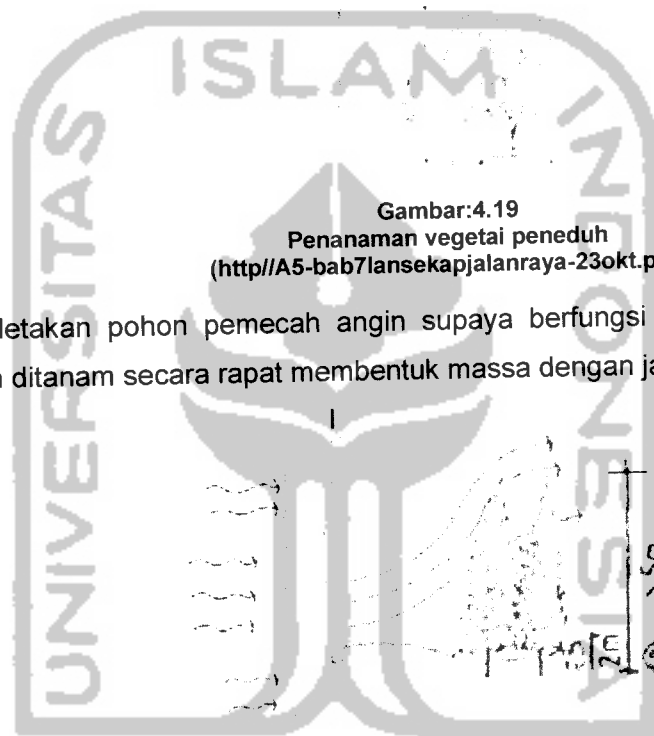 ISLAM
UNIVERSITAS
INDONESIA
Gambar:4.19
Penanaman vegetai peneduh
(http//A5-bab7lansekapjalanraya-23okt.p
letakan pohon pemecah angin supaya berfungsi
ditanam secara rapat membentuk massa dengan